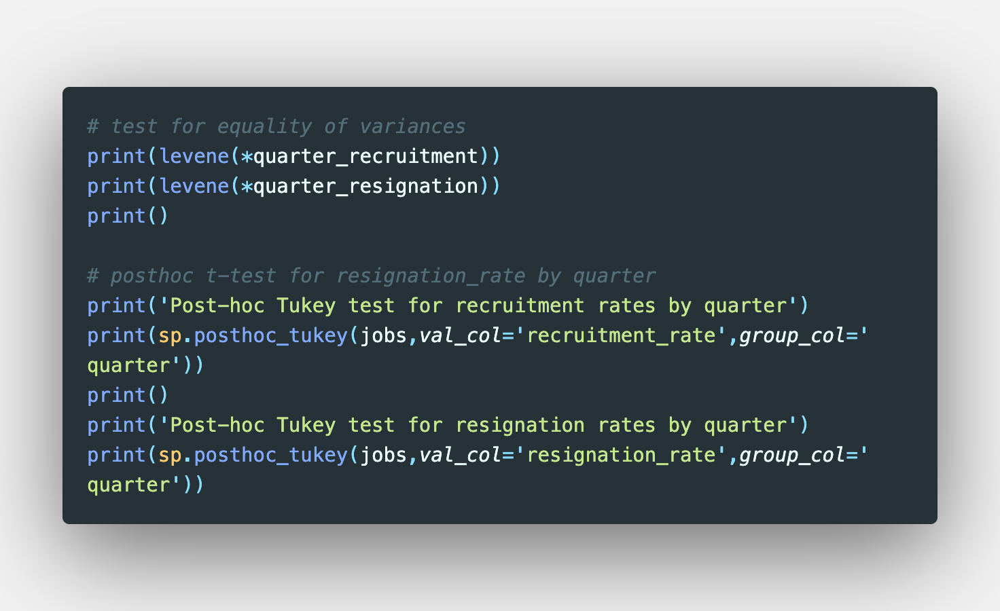 # test for equality of variances
print(levene(*quarter_recruitment))
print(levene(*quarter_resignation))
print()
# posthoc t-test for resignation_rate by quarter
print('Post-hoc Tukey test for recruitment rates by quarter')
print(sp.posthoc_tukey(jobs,val_col='recruitment_rate',group_col='
quarter'))
print()
print('Post-hoc Tukey test for resignation rates by quarter')
print(sp.posthoc_tukey(jobs,val_col='resignation_rate',group_col='
quarter'))